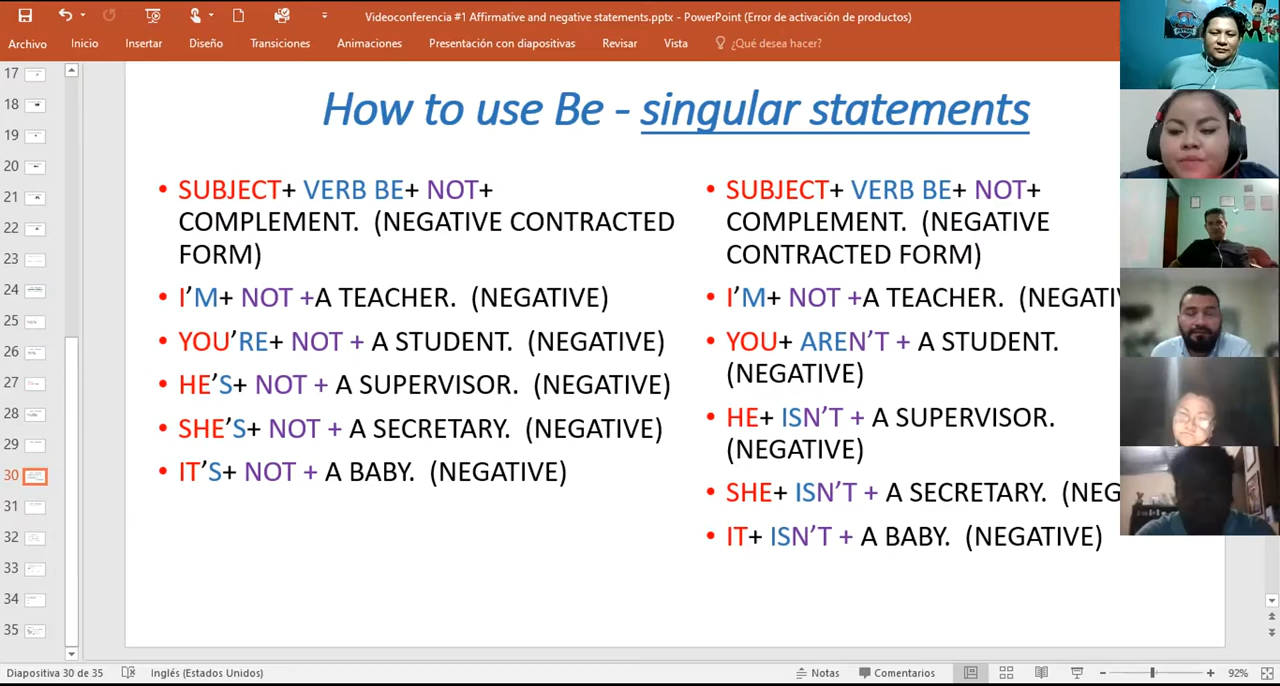 Videoconferencia #1 Affirmative and negative statements.pptx - PowerPoint (Error de activación de productos)
Archivo Inicio Insertar Diseño Transiciones Animaciones Presentación con diapositivas Revisar Vista ¿Qué desea hacer?
17
18
19
20
21
22
23
24
25
26
27
28
29
30
31
32
33
34
35
How to use Be - singular statements
• SUBJECT+ VERB BE+ NOT+
COMPLEMENT. (NEGATIVE CONTRACTED
FORM)
• I'M+ NOT +A TEACHER. (NEGATIVE)
• YOU'RE+ NOT + A STUDENT. (NEGATIVE)
• HE'S+ NOT + A SUPERVISOR. (NEGATIVE)
• SHE'S+ NOT + A SECRETARY. (NEGATIVE)
• IT'S+ NOT + A BABY. (NEGATIVE)
• SUBJECT+ VERB BE+ NOT+
COMPLEMENT. (NEGATIVE
CONTRACTED FORM)
• I'M+ NOT +A TEACHER. (NEGATI
• YOU+ AREN'T + A STUDENT.
(NEGATIVE)
• HE+ ISN'T + A SUPERVISOR.
(NEGATIVE)
• SHE+ ISN'T + A SECRETARY. (NEG
• IT+ ISN'T + A BABY. (NEGATIVE)
Diapositiva 30 de 35 Inglés (Estados Unidos) Notas Comentarios 92%